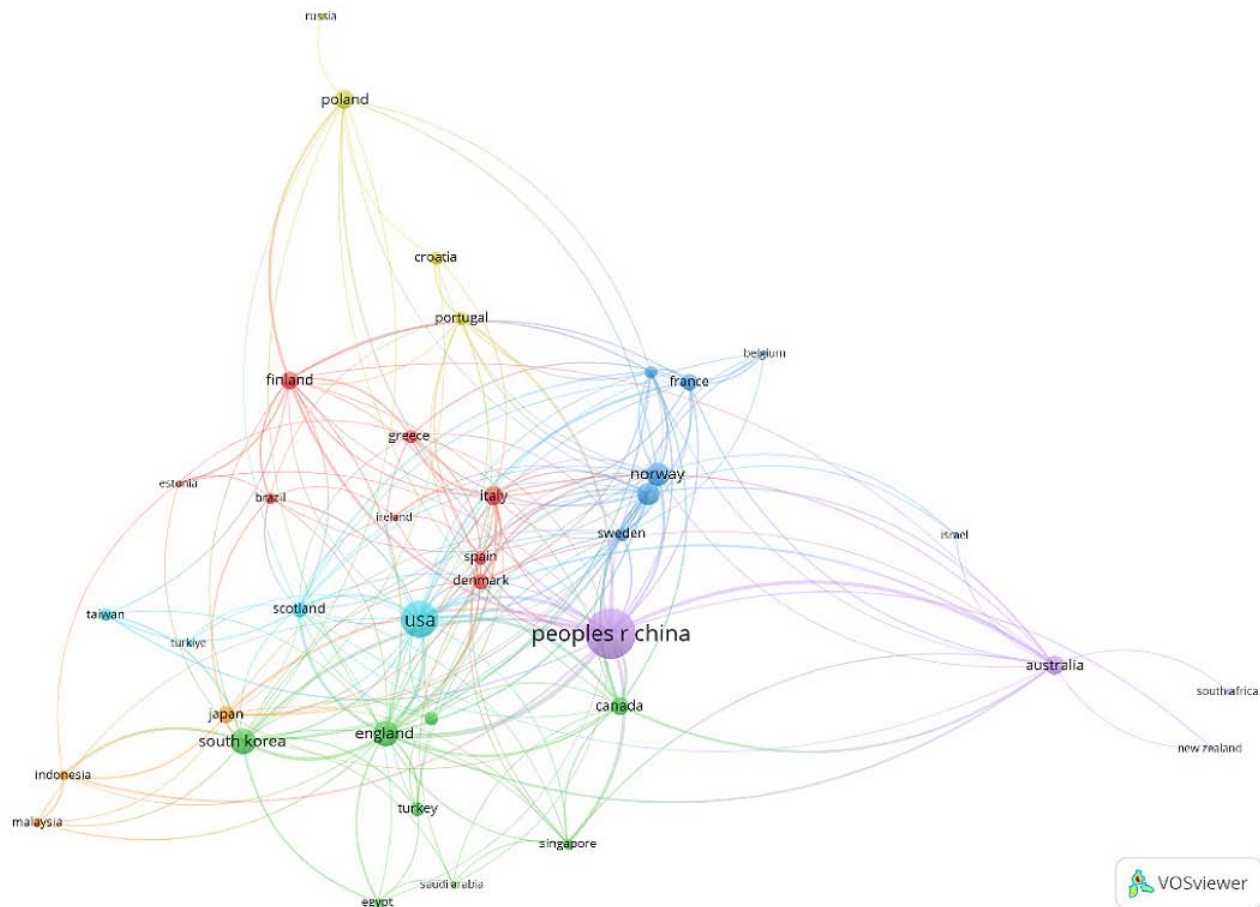 russia
poland
croatia
portugal
belgium
finland
france
greece
norway
estonia
brazil
italy
ireland
sweden
israel
spain
denmark
taiwan
scotland
usa
peoples r china
turkiye
australia
south africa
japan
canada
south korea
england
new zealand
indonesia
turkey
malaysia
singapore
saudi arabia
egypt
VOSviewer